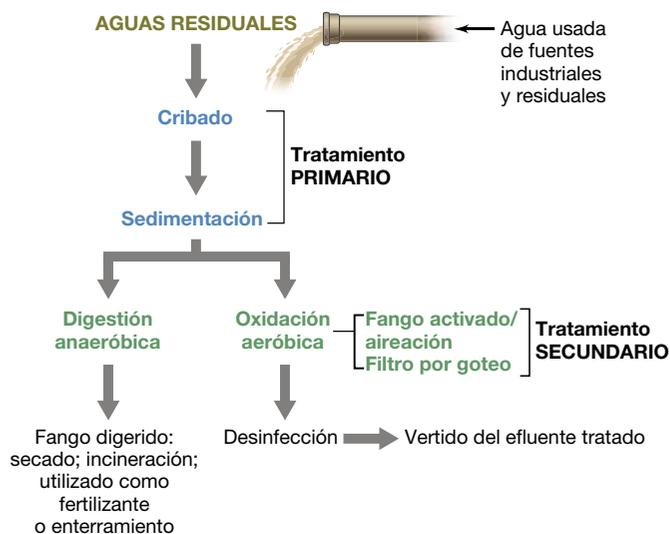 AGUAS RESIDUALES
Agua usada
de fuentes
industriales
y residuales
Cribado
Tratamiento
PRIMARIO
Sedimentación
Digestión
anaeróbica
Oxidación
aeróbica
Fango activado/
aireación
Filtro por goteo
Tratamiento
SECUNDARIO
Fango digerido:
secado; incineración;
utilizado como
fertilizante
o enterramiento
Desinfección
Vertido del efluente tratado